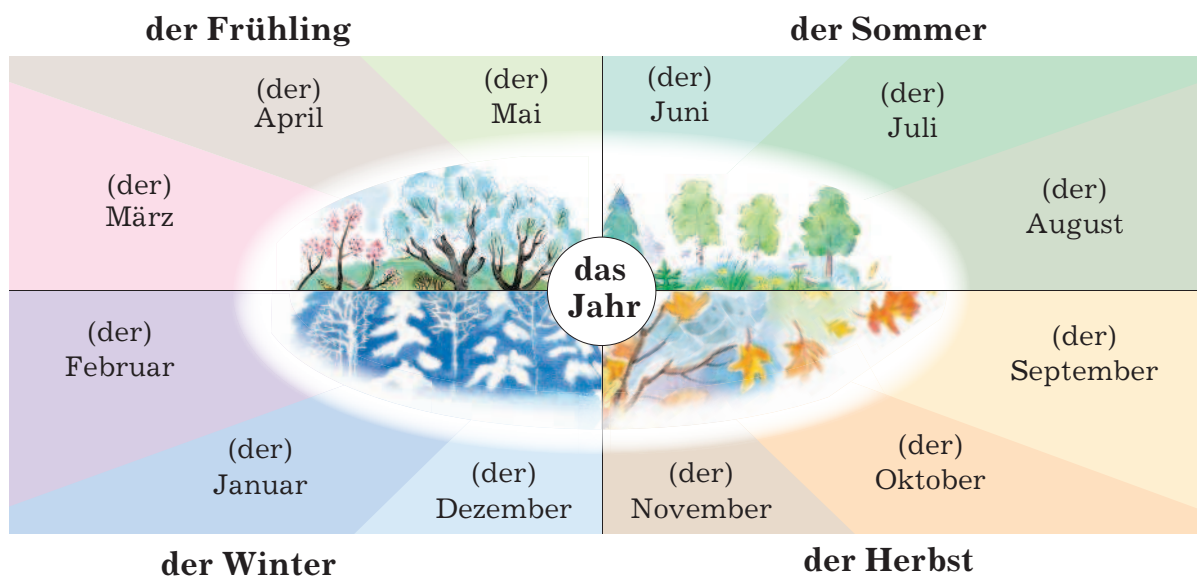 der Frühling
der Sommer
(der)
April
(der)
Mai
(der)
Juni
(der)
Juli
(der)
März
(der)
August
das
Jahr
(der)
Februar
(der)
September
(der)
Januar
(der)
Dezember
(der)
November
(der)
Oktober
der Winter
der Herbst